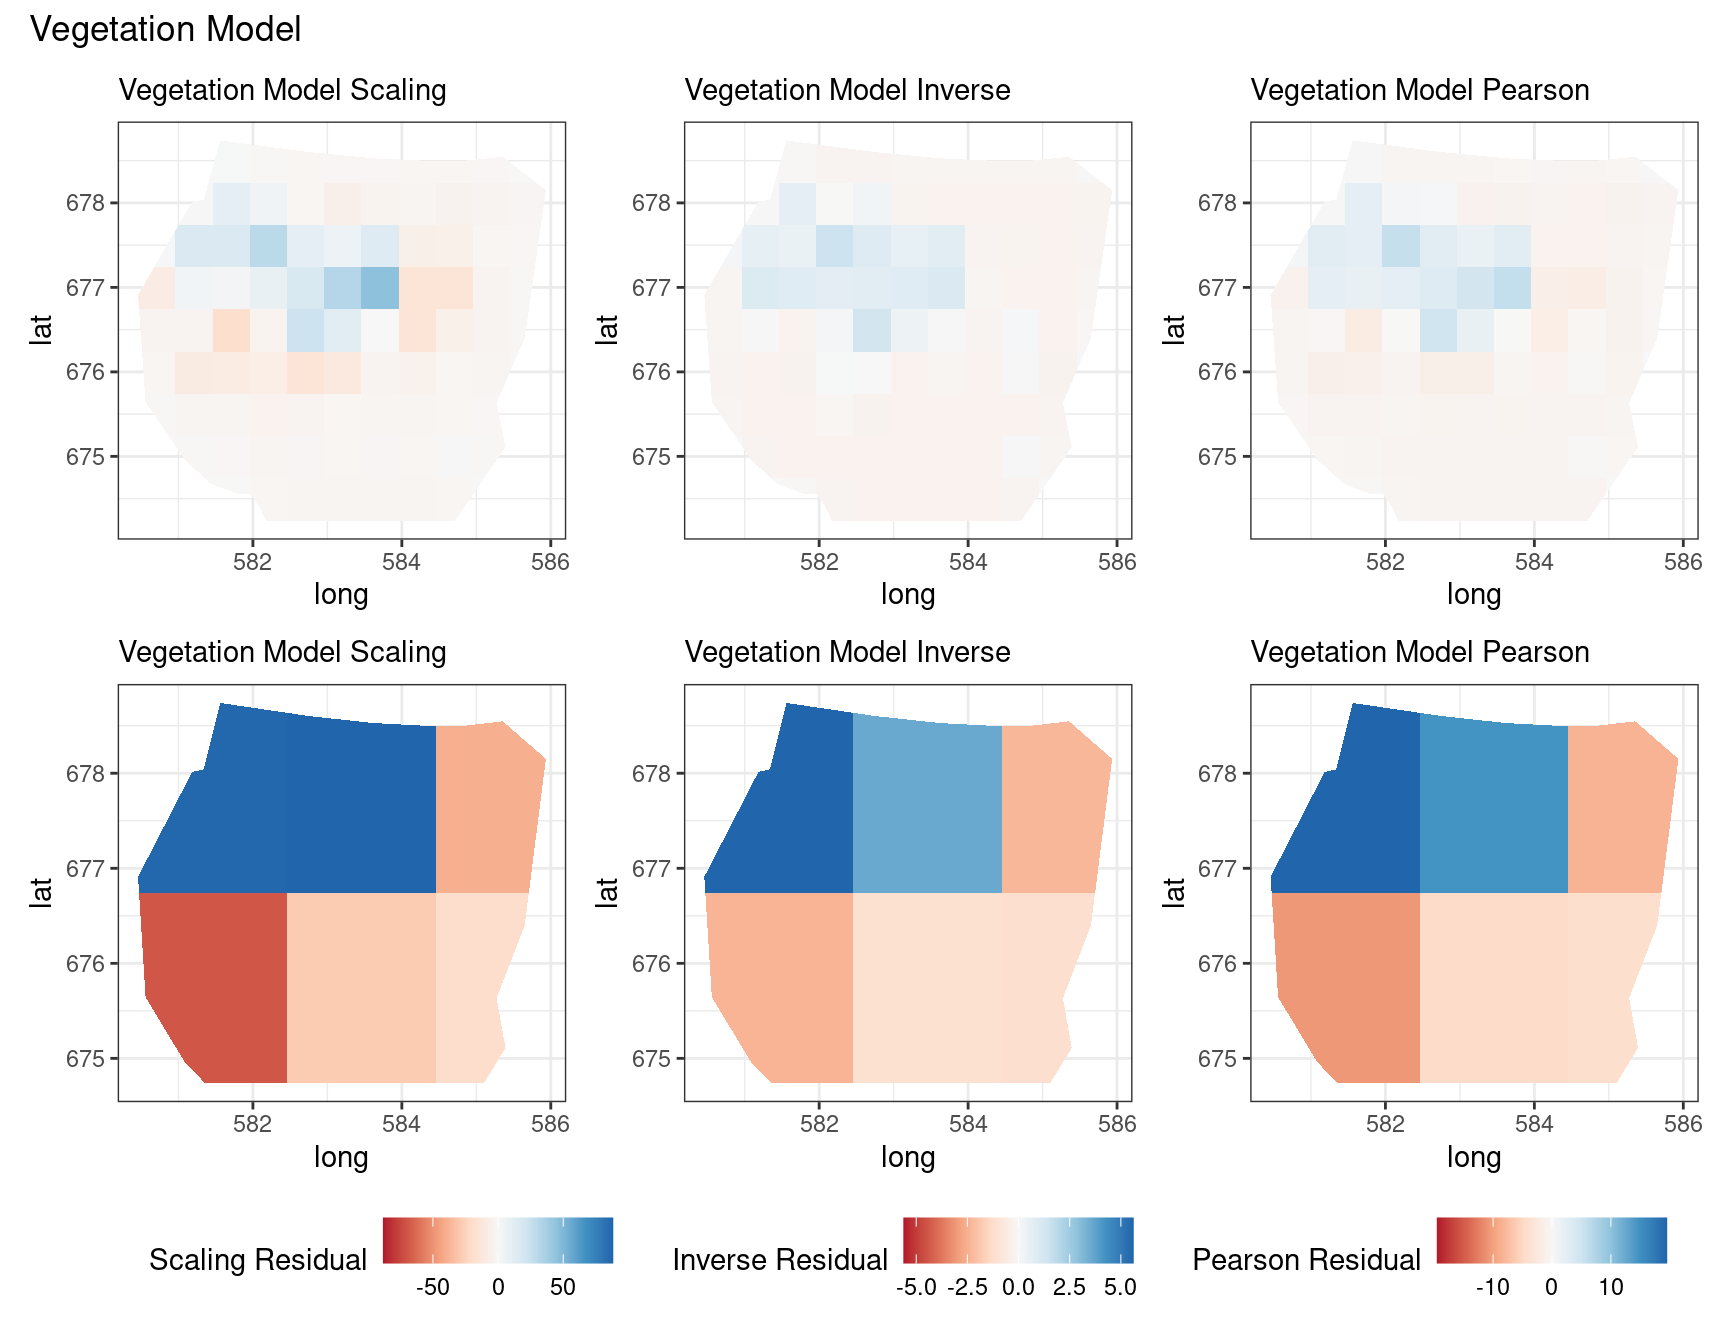 Vegetation Model
Vegetation Model Scaling
Vegetation Model Inverse
Vegetation Model Pearson
lat
678
677
676
675
582
584
586
long
lat
678
677
676
675
582
584
586
long
lat
678
677
676
675
582
584
586
long
Vegetation Model Scaling
Vegetation Model Inverse
Vegetation Model Pearson
lat
678
677
676
675
582
584
586
long
lat
678
677
676
675
582
584
586
long
lat
678
677
676
675
582
584
586
long
Scaling Residual
-50 0 50
Inverse Residual
-5.0 -2.5 0.0 2.5 5.0
Pearson Residual
-10 0 10